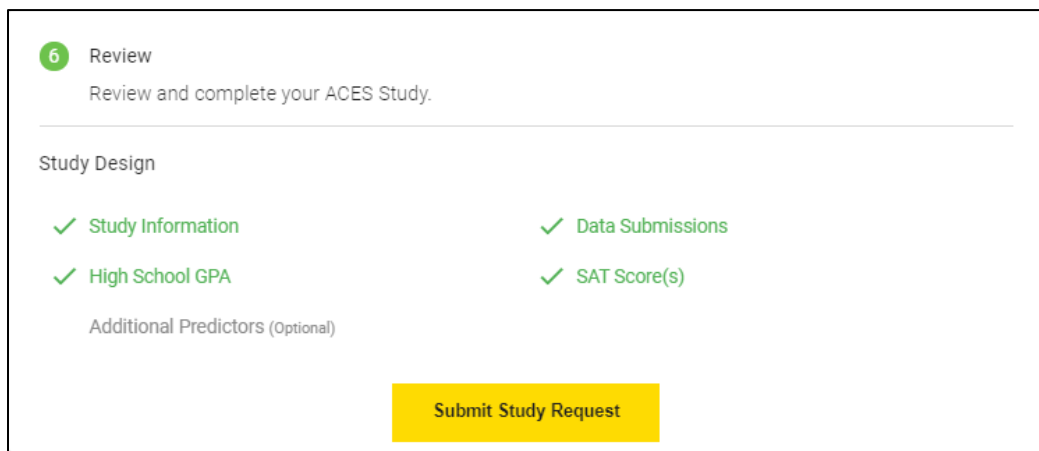 6 Review
Review and complete your ACES Study.
Study Design
Study Information
Data Submissions
High School GPA
SAT Score(s)
Additional Predictors (Optional)
Submit Study Request